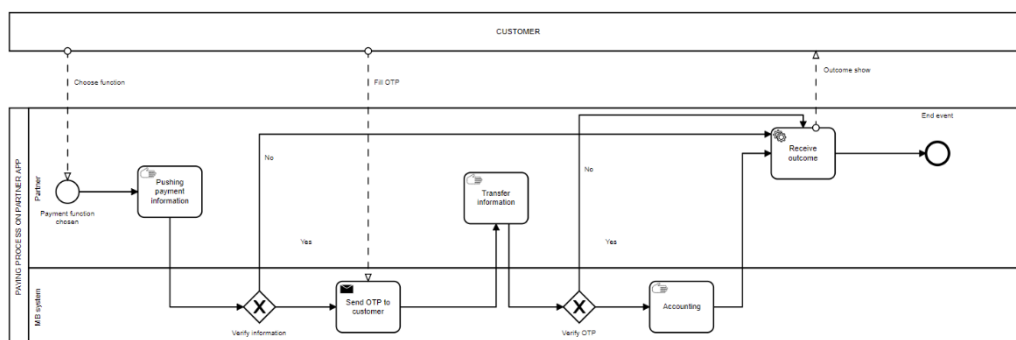 CUSTOMER
Choose function
Fill OTP
Outcome show
PAYING PROCESS ON PARTNER APP
Partner
End event
Payment function
chosen
Pushing
payment
information
No
Yes
Transfer
information
No
Yes
Receive
outcome
MB system
Verify information
Send OTP to
customer
Verify OTP
Accounting